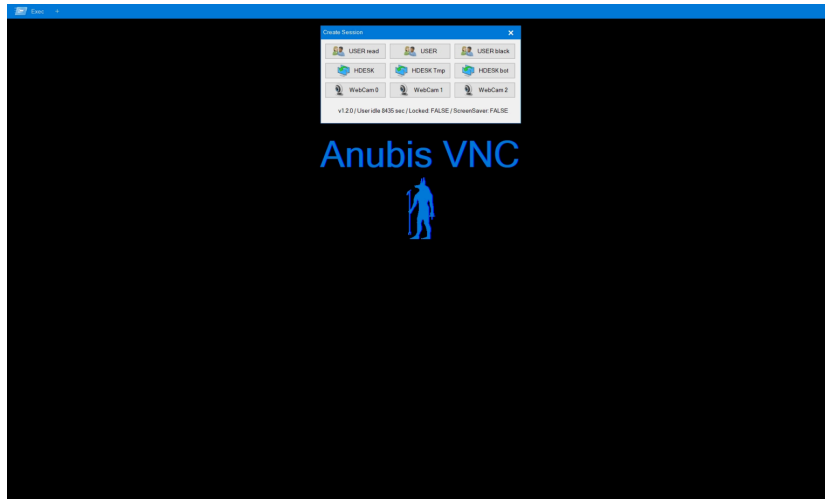 Exec +
Create Session
USER read USER USER black
HDESK HDESK Tmp HDESK bot
WebCam 0 WebCam 1 WebCam 2
v1.2.0 / User idle 8435 sec / Locked: FALSE / ScreenSaver: FALSE
Anubis VNC